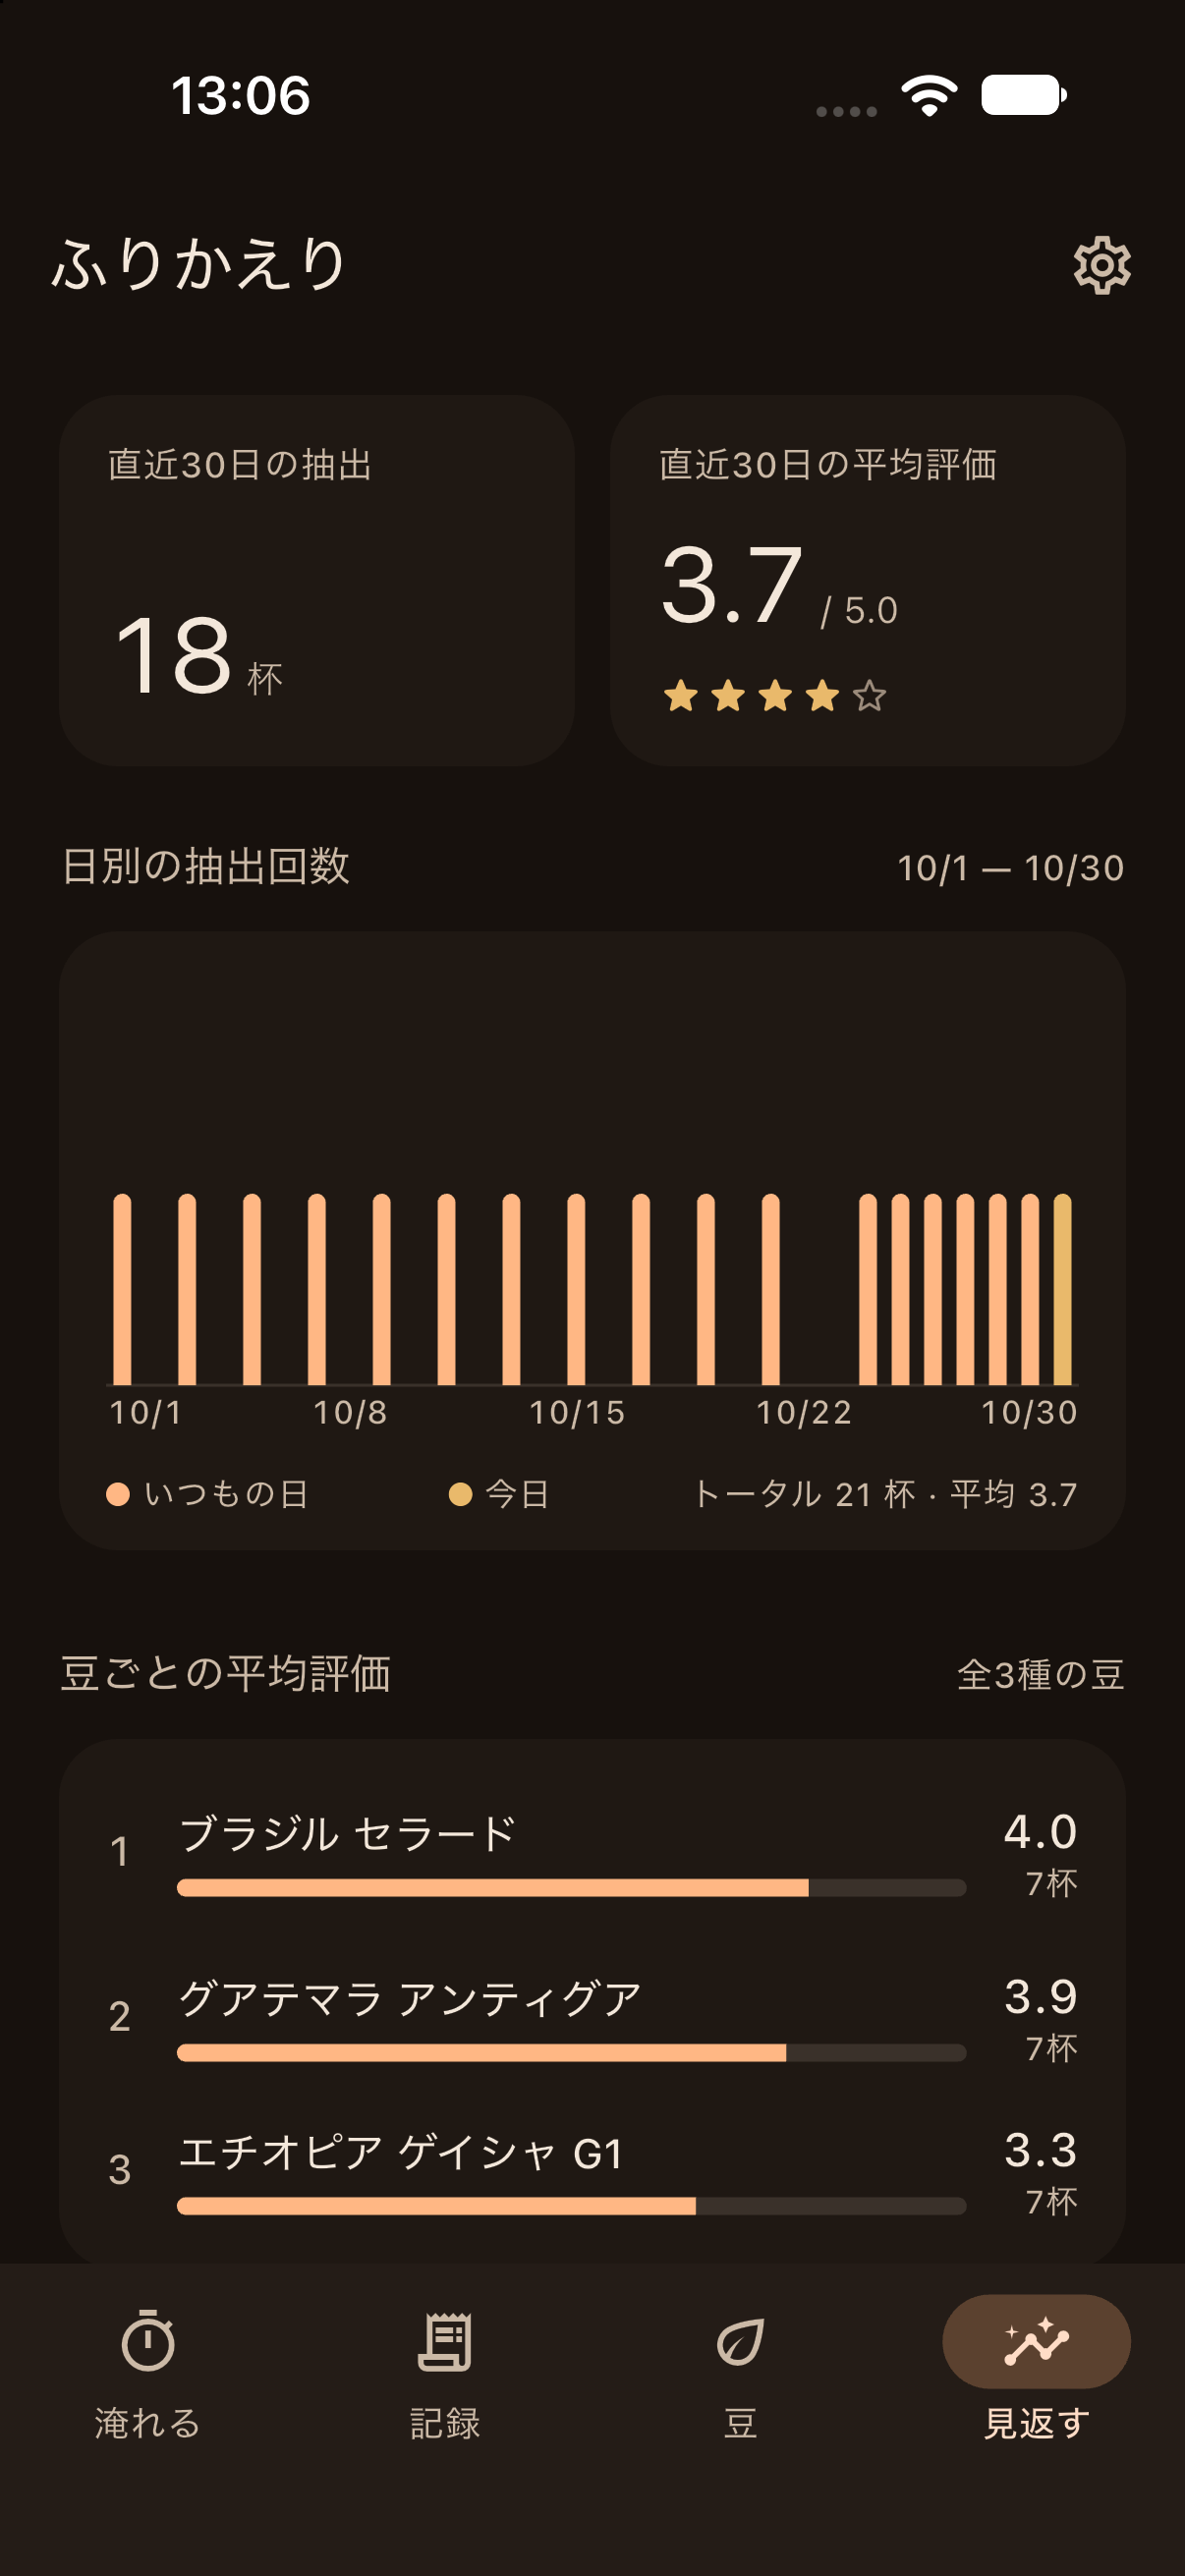 13:06
ふりかえり
直近30日の抽出
18 杯
直近30日の平均評価
3.7 / 5.0
日別の抽出回数
10/1 — 10/30
10/1 10/8 10/15 10/22 10/30
いつもの日 今日 トータル 21 杯 · 平均 3.7
豆ごとの平均評価
全3種の豆
1 ブラジル セラード 4.0
7杯
2 グアテマラ アンティグア 3.9
7杯
3 エチオピア ゲイシャ G1 3.3
7杯
淹れる 記録 豆 見返す